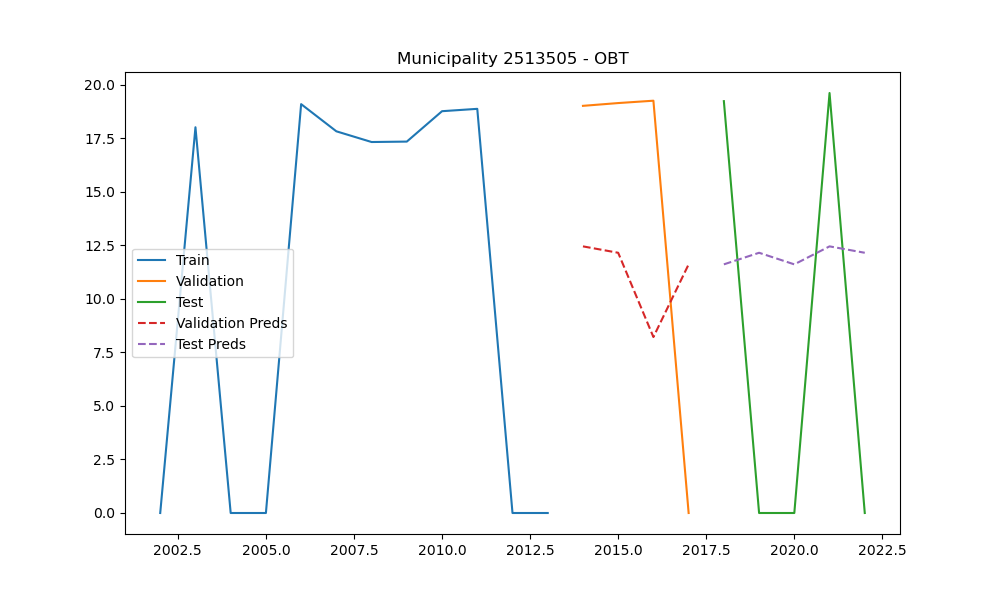 Municipality 2513505 - OBT
20.0
17.5
15.0
12.5
10.0
7.5
5.0
2.5
0.0
Train
Validation
Test
Validation Preds
Test Preds
2002.5 2005.0 2007.5 2010.0 2012.5 2015.0 2017.5 2020.0 2022.5